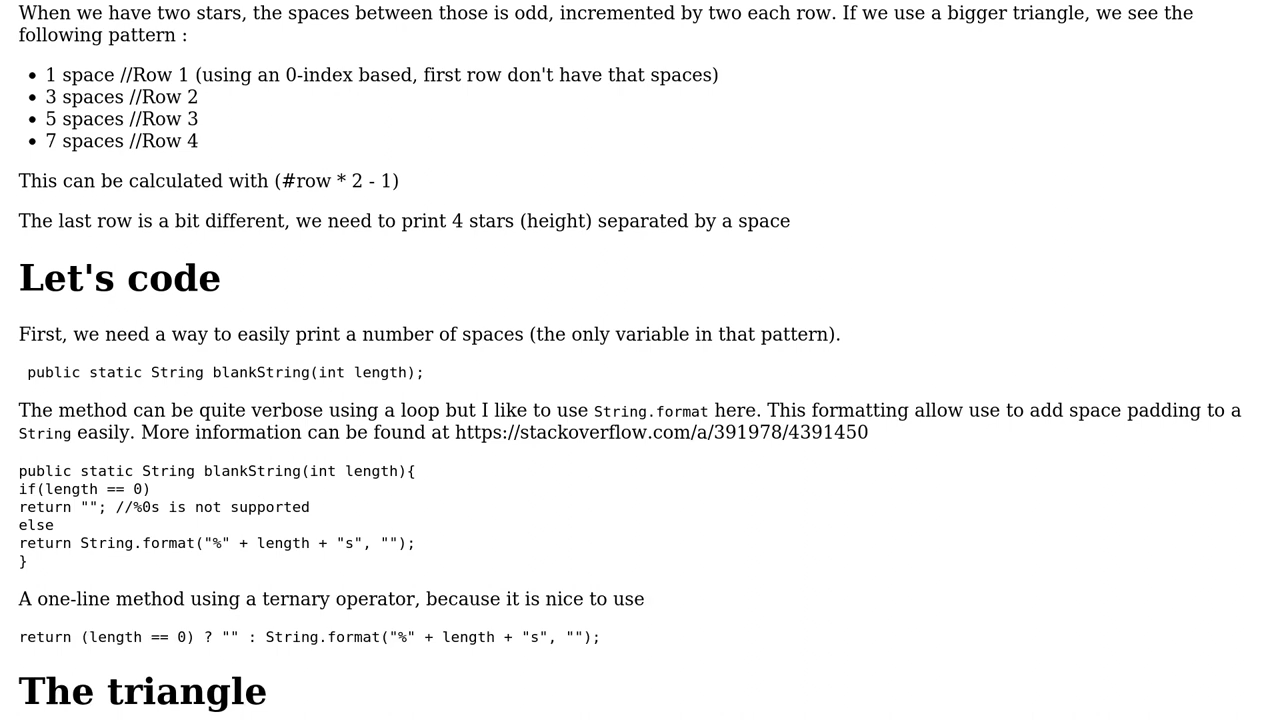 When we have two stars, the spaces between those is odd, incremented by two each row. If we use a bigger triangle, we see the
following pattern :
• 1 space //Row 1 (using an 0-index based, first row don't have that spaces)
• 3 spaces //Row 2
• 5 spaces //Row 3
• 7 spaces //Row 4
This can be calculated with (#row * 2 - 1)
The last row is a bit different, we need to print 4 stars (height) separated by a space
Let's code
First, we need a way to easily print a number of spaces (the only variable in that pattern).
public static String blankString(int length);
The method can be quite verbose using a loop but I like to use String.format here. This formatting allow use to add space padding to a
String easily. More information can be found at https://stackoverflow.com/a/391978/4391450
public static String blankString(int length){
if(length == 0)
return ""; //%0s is not supported
else
return String.format("%" + length + "s", "");
}
A one-line method using a ternary operator, because it is nice to use
return (length == 0) ? "" : String.format("%" + length + "s", "");
The triangle